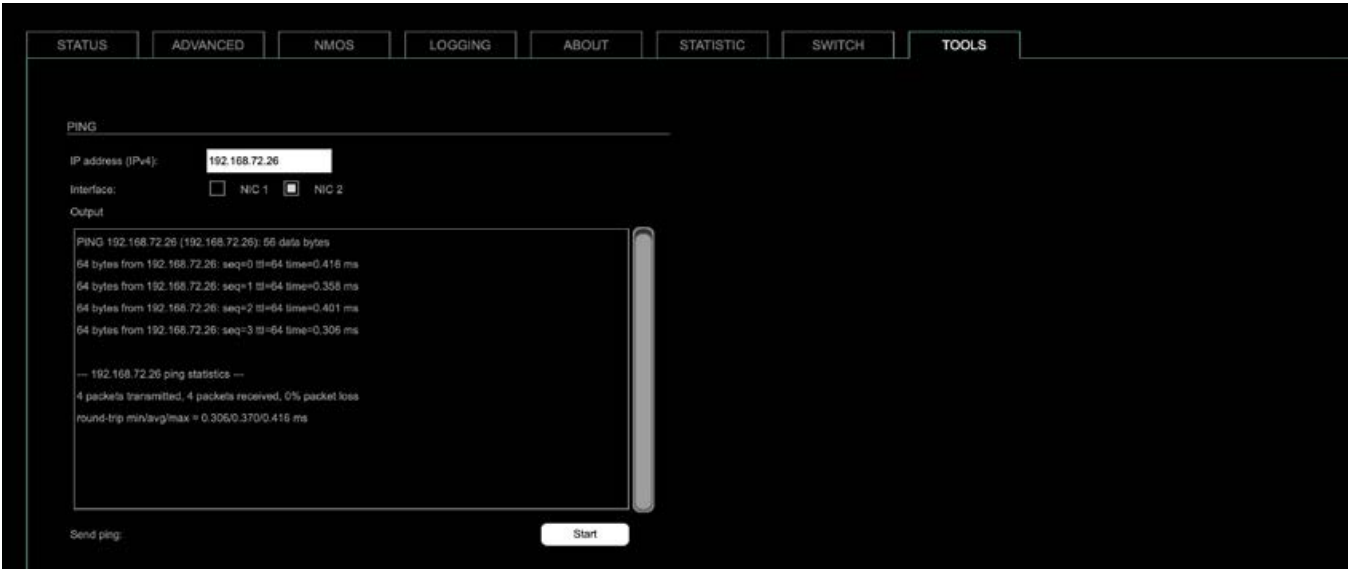 STATUS ADVANCED NMOS LOGGING ABOUT STATISTIC SWITCH TOOLS
PING
IP address (IPv4): 192.168.72.26
Interface: NIC 1 NIC 2
Output
PING 192.168.72.26 (192.168.72.26): 56 data bytes
64 bytes from 192.168.72.26: seq=0 ttl=64 time=0.416 ms
64 bytes from 192.168.72.26: seq=1 ttl=64 time=0.358 ms
64 bytes from 192.168.72.26: seq=2 ttl=64 time=0.401 ms
64 bytes from 192.168.72.26: seq=3 ttl=64 time=0.306 ms
--- 192.168.72.26 ping statistics ---
4 packets transmitted, 4 packets received, 0% packet loss
round-trip min/avg/max = 0.306/0.370/0.416 ms
Send ping: Start